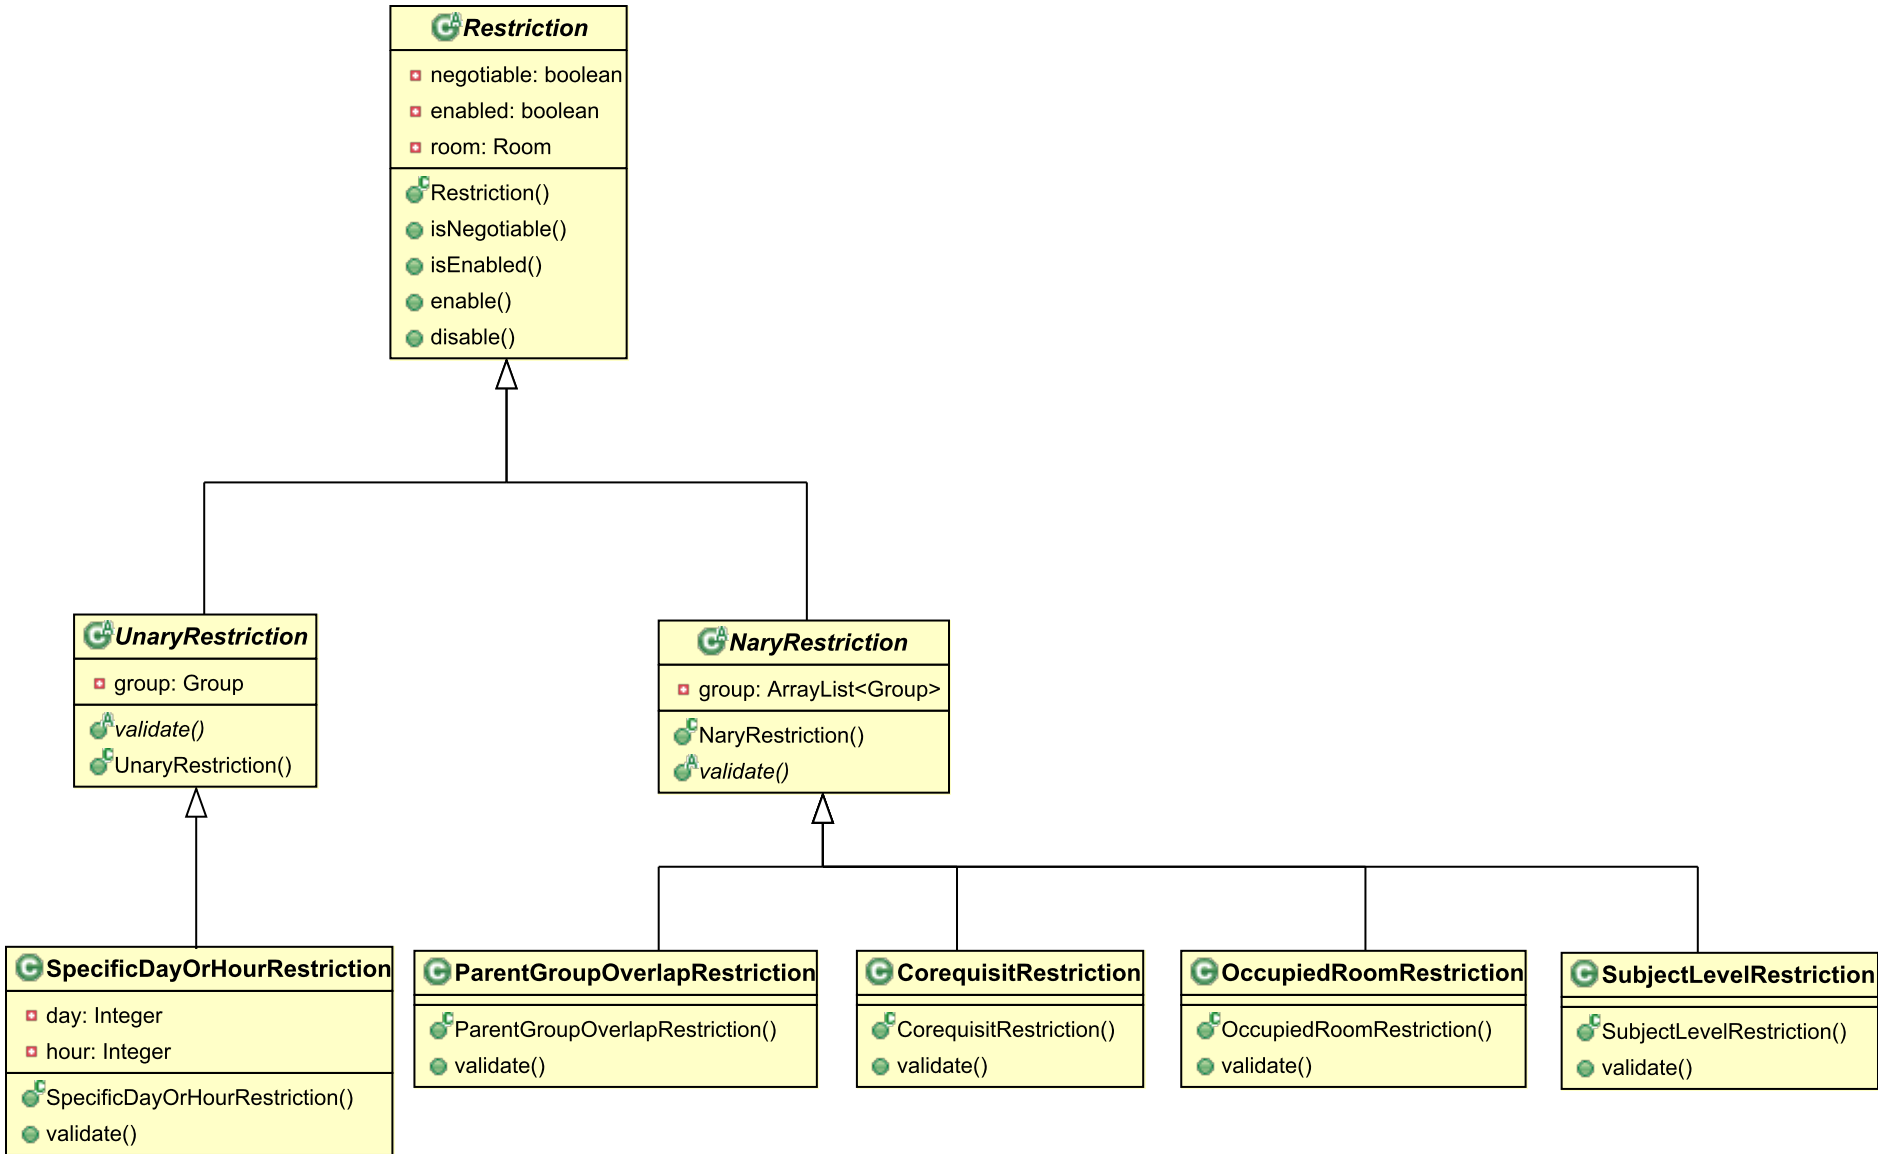 Restriction
negotiable: boolean
enabled: boolean
room: Room
Restriction()
isNegotiable()
isEnabled()
enable()
disable()
UnaryRestriction
group: Group
validate()
UnaryRestriction()
NaryRestriction
group: ArrayList<Group>
NaryRestriction()
validate()
SpecificDayOrHourRestriction
day: Integer
hour: Integer
SpecificDayOrHourRestriction()
validate()
ParentGroupOverlapRestriction
ParentGroupOverlapRestriction()
validate()
CorequisitRestriction
CorequisitRestriction()
validate()
OccupiedRoomRestriction
OccupiedRoomRestriction()
validate()
SubjectLevelRestriction
SubjectLevelRestriction()
validate()